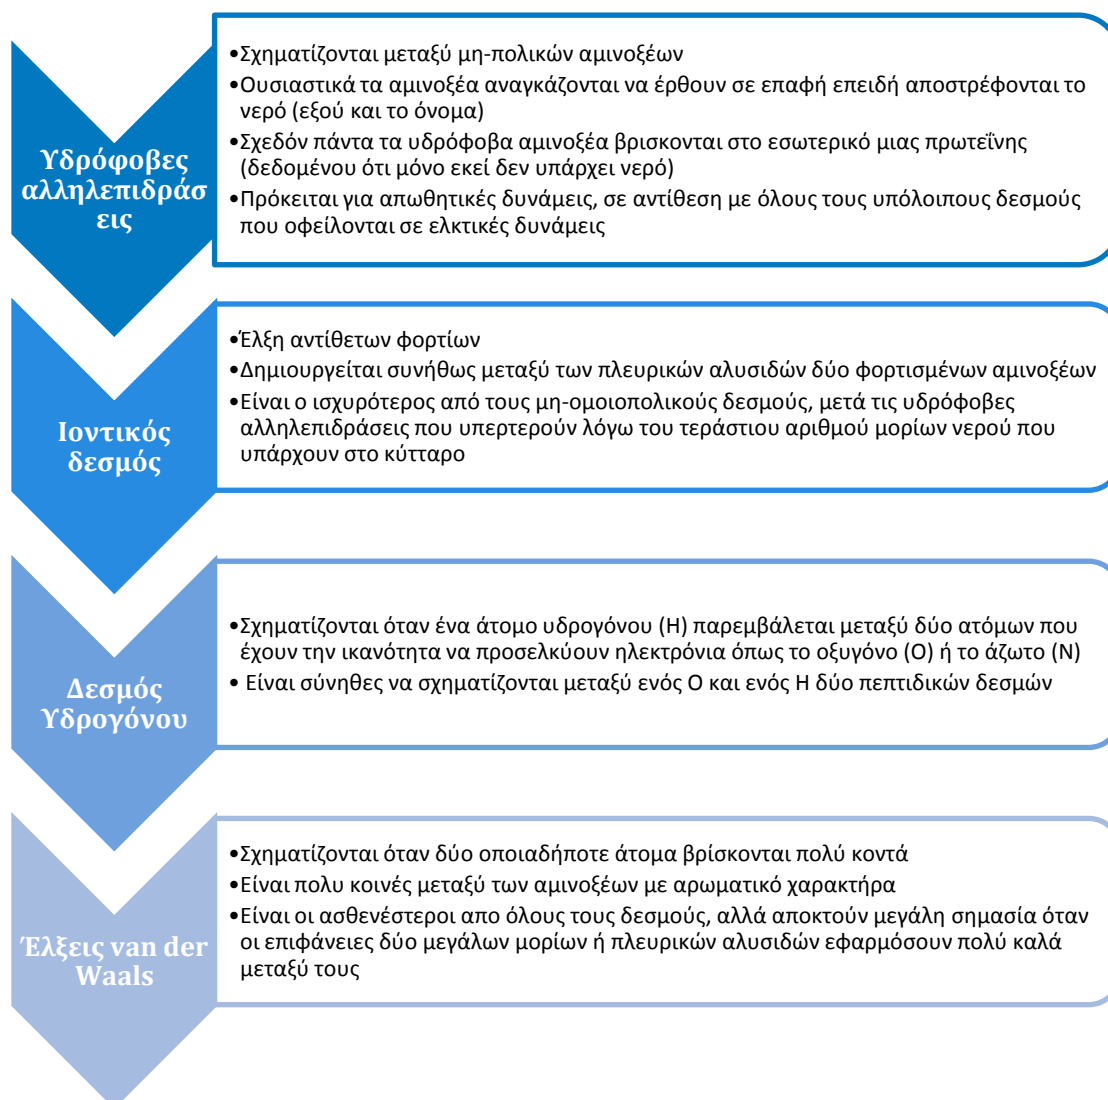 Υδρόφοβες
αλληλεπιδράσ
εις
•Σχηματίζονται μεταξύ μη-πολικών αμινοξέων
•Ουσιαστικά τα αμινοξέα αναγκάζονται να έρθουν σε επαφή επειδή αποστρέφονται το
νερό (εξού και το όνομα)
•Σχεδόν πάντα τα υδρόφοβα αμινοξέα βρισκονται στο εσωτερικό μιας πρωτεΐνης
(δεδομένου ότι μόνο εκεί δεν υπάρχει νερό)
•Πρόκειται για απωθητικές δυνάμεις, σε αντίθεση με όλους τους υπόλοιπους δεσμούς
που οφείλονται σε ελκτικές δυνάμεις
Ιοντικός
δεσμός
•Έλξη αντίθετων φορτίων
•Δημιουργείται συνήθως μεταξύ των πλευρικών αλυσιδών δύο φορτισμένων αμινοξέων
•Είναι ο ισχυρότερος από τους μη-ομοιοπολικούς δεσμούς, μετά τις υδρόφοβες
αλληλεπιδράσεις που υπερτερούν λόγω του τεράστιου αριθμού μορίων νερού που
υπάρχουν στο κύτταρο
Δεσμός
Υδρογόνου
•Σχηματίζονται όταν ένα άτομο υδρογόνου (Η) παρεμβάλεται μεταξύ δύο ατόμων που
έχουν την ικανότητα να προσελκύουν ηλεκτρόνια όπως το οξυγόνο (Ο) ή το άζωτο (Ν)
• Είναι σύνηθες να σχηματίζονται μεταξύ ενός Ο και ενός Η δύο πεπτιδικών δεσμών
Έλξεις van der
Waals
•Σχηματίζονται όταν δύο οποιαδήποτε άτομα βρίσκονται πολύ κοντά
•Είναι πολυ κοινές μεταξύ των αμινοξέων με αρωματικό χαρακτήρα
•Είναι οι ασθενέστεροι απο όλους τους δεσμούς, αλλά αποκτούν μεγάλη σημασία όταν
οι επιφάνειες δύο μεγάλων μορίων ή πλευρικών αλυσιδών εφαρμόσουν πολύ καλά
μεταξύ τους